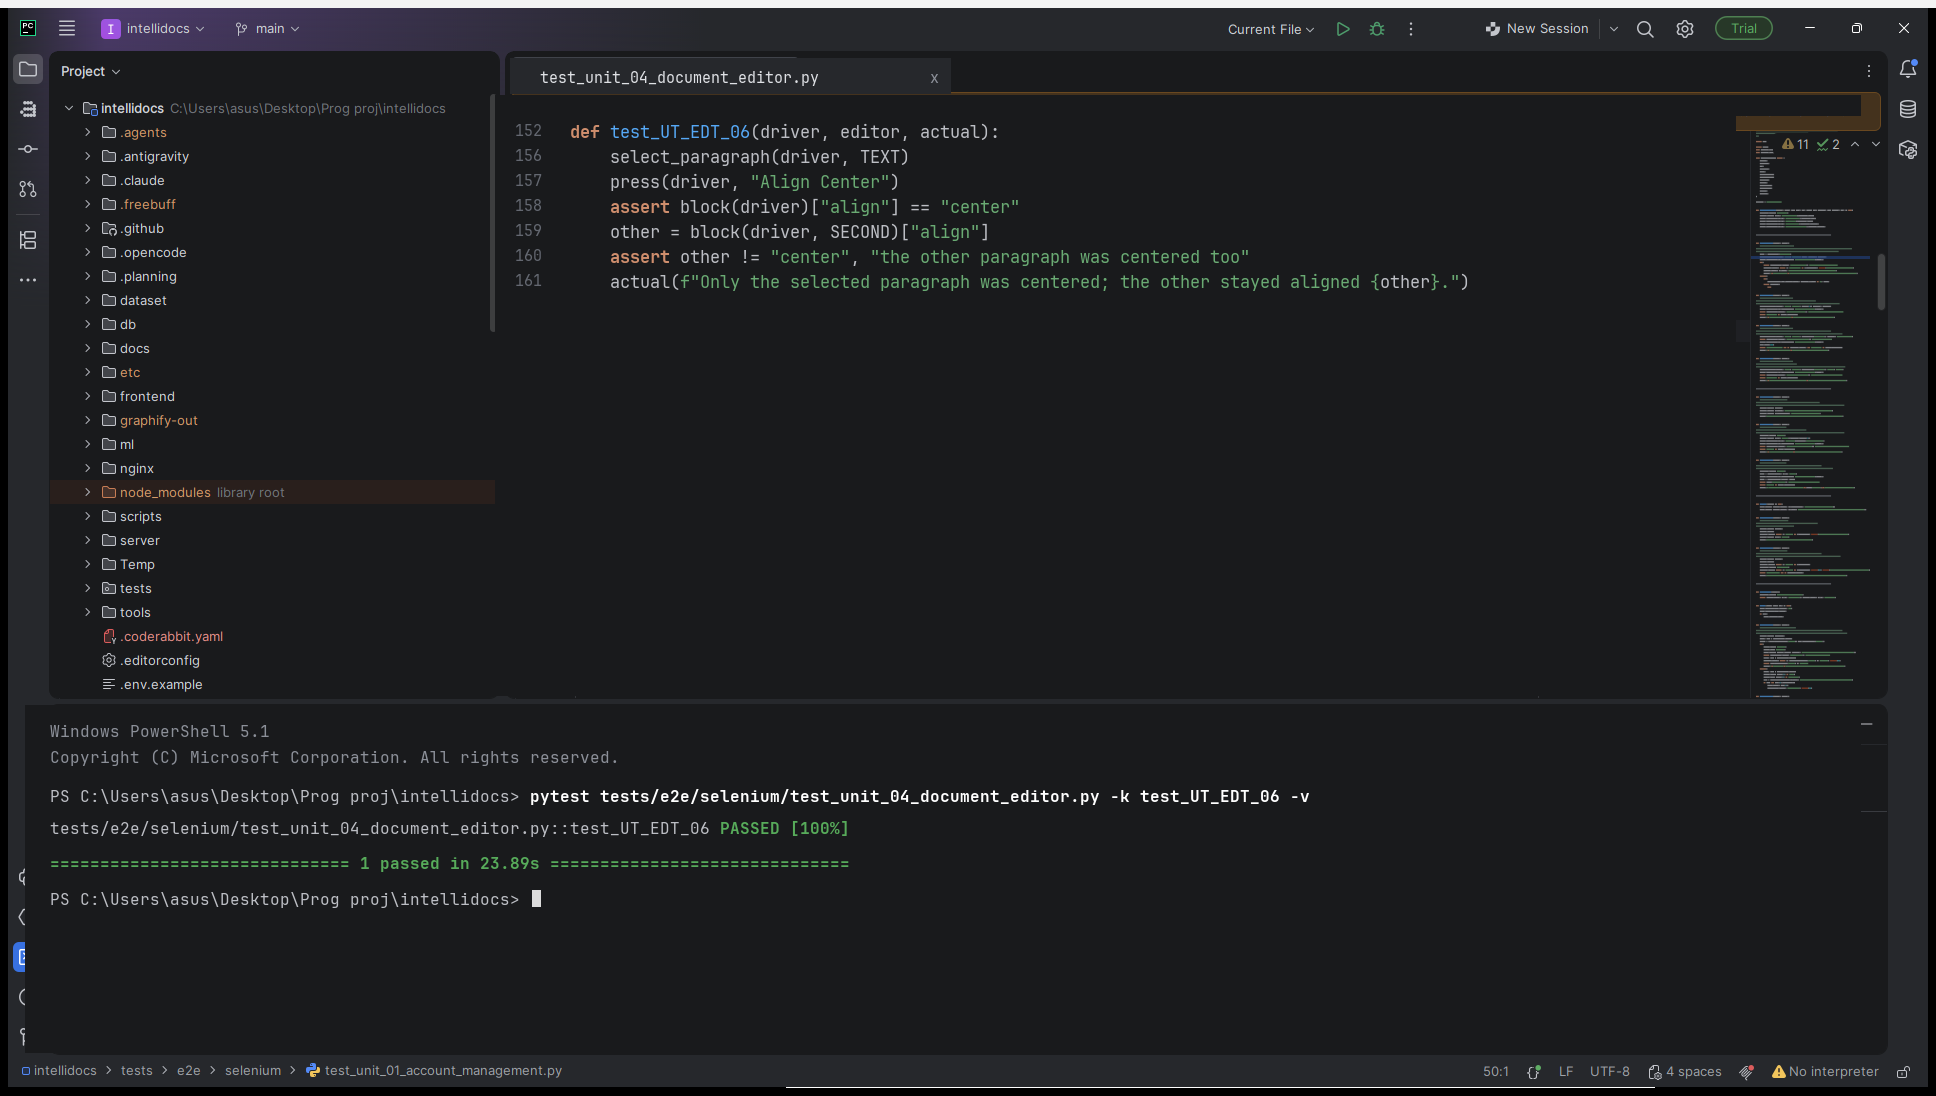 PC
I intellidocs
main
Current File
New Session
Trial
Project
test_unit_04_document_editor.py x
intellidocs C:\Users\asus\Desktop\Prog proj\intellidocs
.agents
.antigravity
.claude
.freebuff
.github
.opencode
.planning
dataset
db
docs
etc
frontend
graphify-out
ml
nginx
node_modules library root
scripts
server
Temp
tests
tools
.coderabbit.yaml
.editorconfig
.env.example
152 def test_UT_EDT_06(driver, editor, actual):
156 select_paragraph(driver, TEXT)
157 press(driver, "Align Center")
158 assert block(driver)["align"] == "center"
159 other = block(driver, SECOND)["align"]
160 assert other != "center", "the other paragraph was centered too"
161 actual(f"Only the selected paragraph was centered; the other stayed aligned {other}.")
11 2
Windows PowerShell 5.1
Copyright (C) Microsoft Corporation. All rights reserved.
PS C:\Users\asus\Desktop\Prog proj\intellidocs> pytest tests/e2e/selenium/test_unit_04_document_editor.py -k test_UT_EDT_06 -v
tests/e2e/selenium/test_unit_04_document_editor.py::test_UT_EDT_06 PASSED [100%]
============================== 1 passed in 23.89s ==============================
PS C:\Users\asus\Desktop\Prog proj\intellidocs>
intellidocs > tests > e2e > selenium > test_unit_01_account_management.py
50:1 LF UTF-8 4 spaces No interpreter